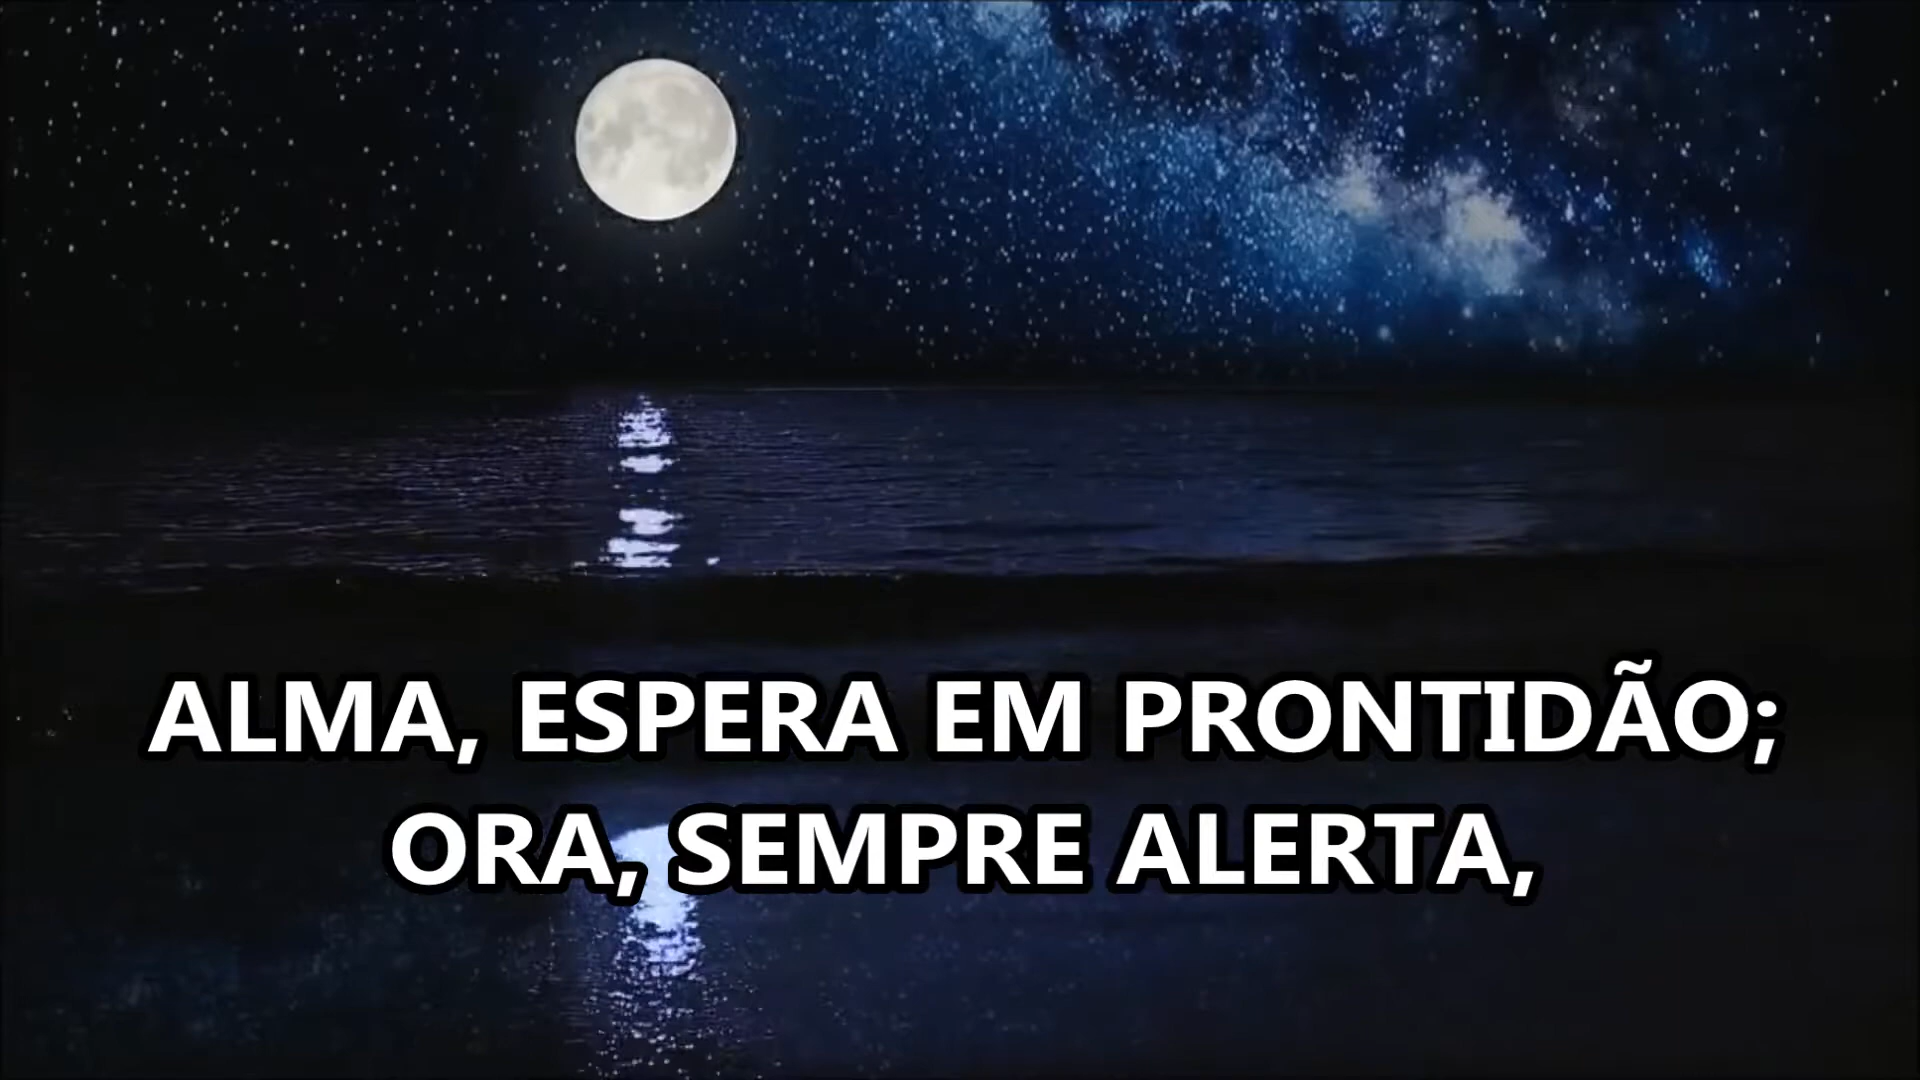 ALMA, ESPERA EM PRONTIDÃO;
ORA, SEMPRE ALERTA,